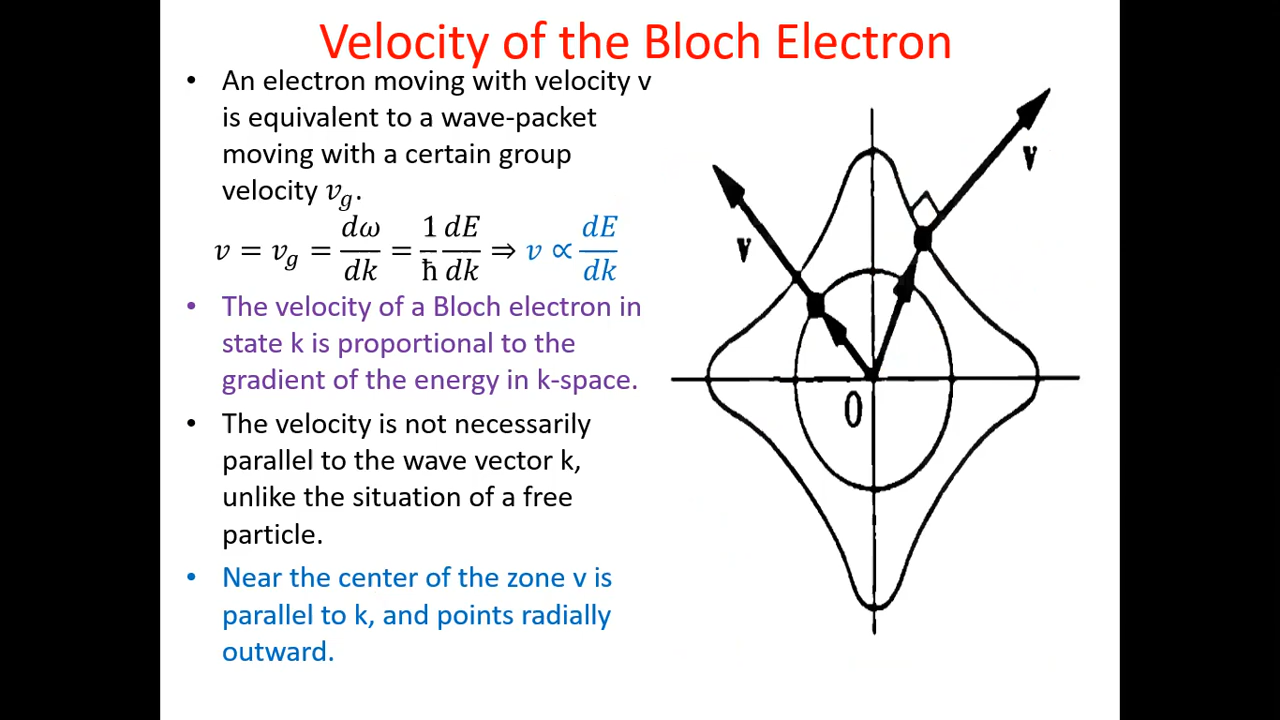 Velocity of the Bloch Electron
• An electron moving with velocity v
is equivalent to a wave-packet
moving with a certain group
velocity 𝑣𝑔.
𝑣 = 𝑣𝑔 = 𝑑𝜔/𝑑𝑘 = 1/ħ 𝑑𝐸/𝑑𝑘 ⇒ 𝑣 ∝ 𝑑𝐸/𝑑𝑘
• The velocity of a Bloch electron in
state k is proportional to the
gradient of the energy in k-space.
• The velocity is not necessarily
parallel to the wave vector k,
unlike the situation of a free
particle.
• Near the center of the zone v is
parallel to k, and points radially
outward.
v
v
0